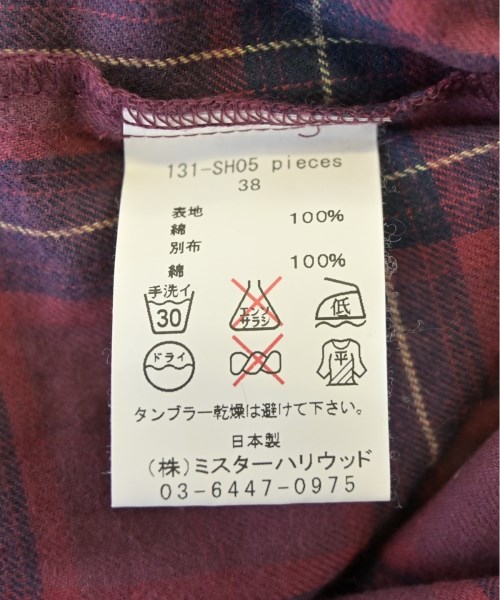 131-SH05 pieces
38
表地
綿 100%
別布
綿 100%
手洗イ
30
エンソ
サラシ
低
ドライ
平
タンブラー乾燥は避けて下さい。
日本製
(株)ミスターハリウッド
03-6447-0975